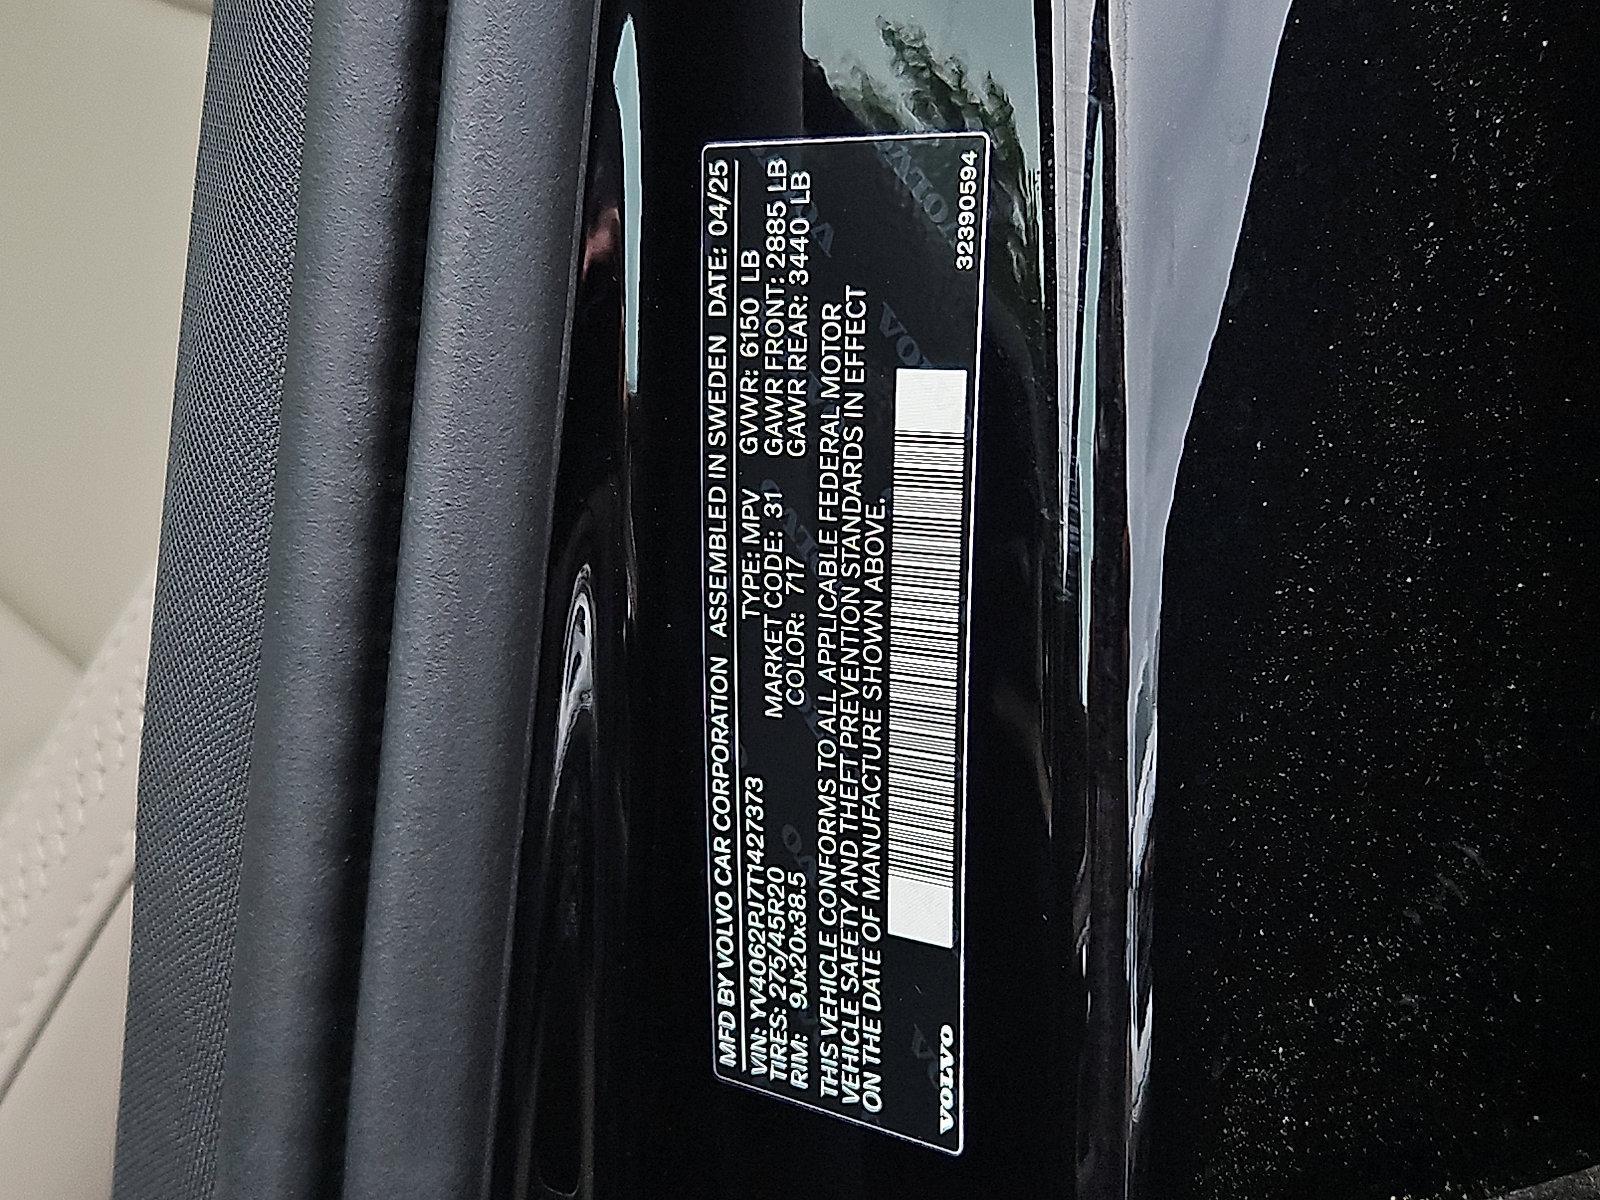 MFD BY VOLVO CAR CORPORATION ASSEMBLED IN SWEDEN DATE: 04/25
VIN: YV4062PJ7T1427373 TYPE: MPV GVWR: 6150 LB
TIRES: 275/45R20 MARKET CODE: 31 GAWR FRONT: 2885 LB
RIM: 9Jx20x38.5 COLOR: 717 GAWR REAR: 3440 LB
THIS VEHICLE CONFORMS TO ALL APPLICABLE FEDERAL MOTOR
VEHICLE SAFETY AND THEFT PREVENTION STANDARDS IN EFFECT
ON THE DATE OF MANUFACTURE SHOWN ABOVE.
VOLVO 32390594